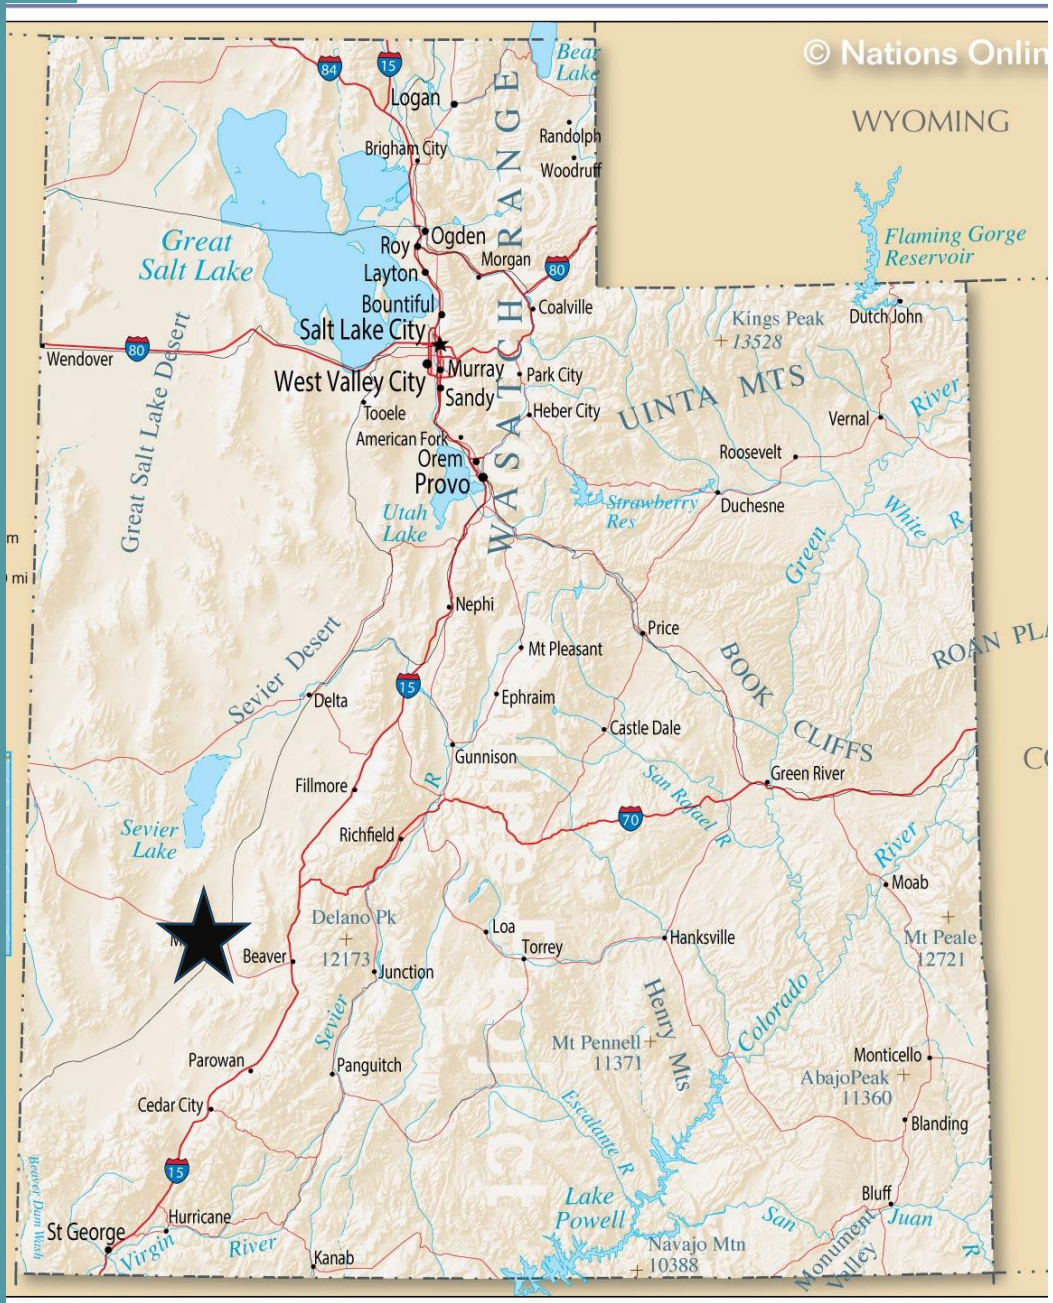 © Nations Onlin
WYOMING
Bear
Lake
84
15
Logan
Randolph
Woodruff
Brigham City
WASATCH RANGE
Great
Salt Lake
Ogden
Roy
Morgan
Layton
80
Flaming Gorge
Reservoir
Bountiful
Coalville
Dutch John
Salt Lake City
Kings Peak
13528
Wendover
80
Murray
Park City
West Valley City
Sandy
UINTA MTS
Tooele
Heber City
Vernal
River
American Fork
Orem
Roosevelt
Provo
Great Salt Lake Desert
Utah
Lake
Strawberry
Res
Duchesne
White R
Green
m
mi
Nephi
Price
Mt Pleasant
BOOK CLIFFS
ROAN PLA
Sevier Desert
15
Delta
Ephraim
Castle Dale
Gunnison
CO
Green River
Fillmore
R
San Rafael R
70
Sevier
Lake
Richfield
River
Moab
M
Delano Pk
12173
Loa
Hanksville
Mt Peale
12721
Beaver
Torrey
Junction
Sevier
Henry Mts
Colorado
Mt Pennell
11371
Parowan
Panguitch
Monticello
Abajo Peak
11360
Cedar City
Escalante R
Blanding
15
Beaver Dam Wash
Lake
Powell
Bluff
St George
Hurricane
San Juan R
Virgin River
Kanab
Navajo Mtn
10388
Monument
Valley